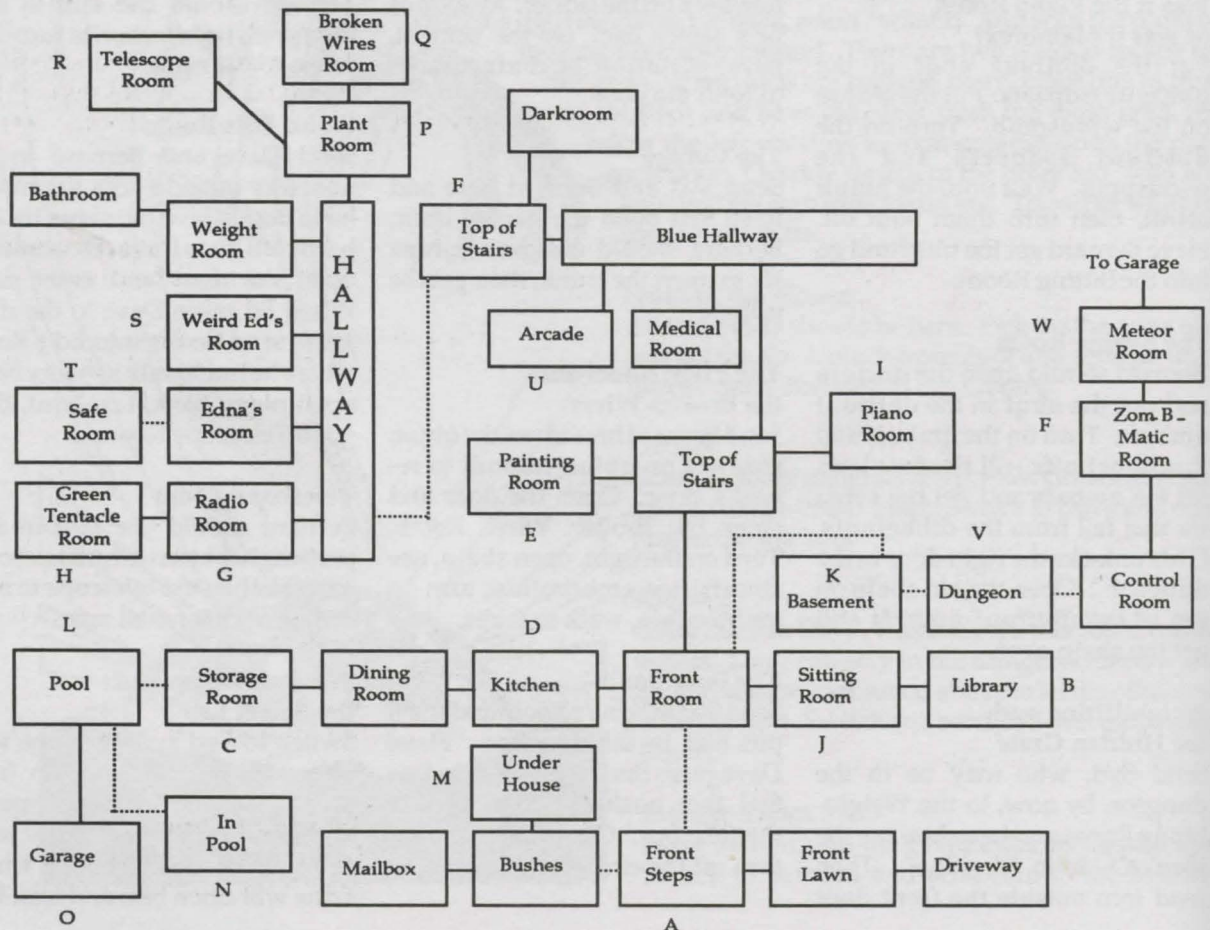 Broken
Wires
Room
Q
R
Telescope
Room
Plant
Room
P
Darkroom
Bathroom
Weight
Room
F
Top of
Stairs
Blue Hallway
HALLWAY
To Garage
S
Weird Ed's
Room
Arcade
Medical
Room
W
Meteor
Room
T
U
I
Safe
Room
Edna's
Room
Painting
Room
Top of
Stairs
Piano
Room
F
Zom-B-
Matic
Room
Green
Tentacle
Room
Radio
Room
E
V
H
G
K
Basement
Dungeon
Control
Room
L
D
Pool
Storage
Room
Dining
Room
Kitchen
Front
Room
Sitting
Room
Library
B
C
J
M
Under
House
Garage
In
Pool
Mailbox
Bushes
Front
Steps
Front
Lawn
Driveway
N
O
A